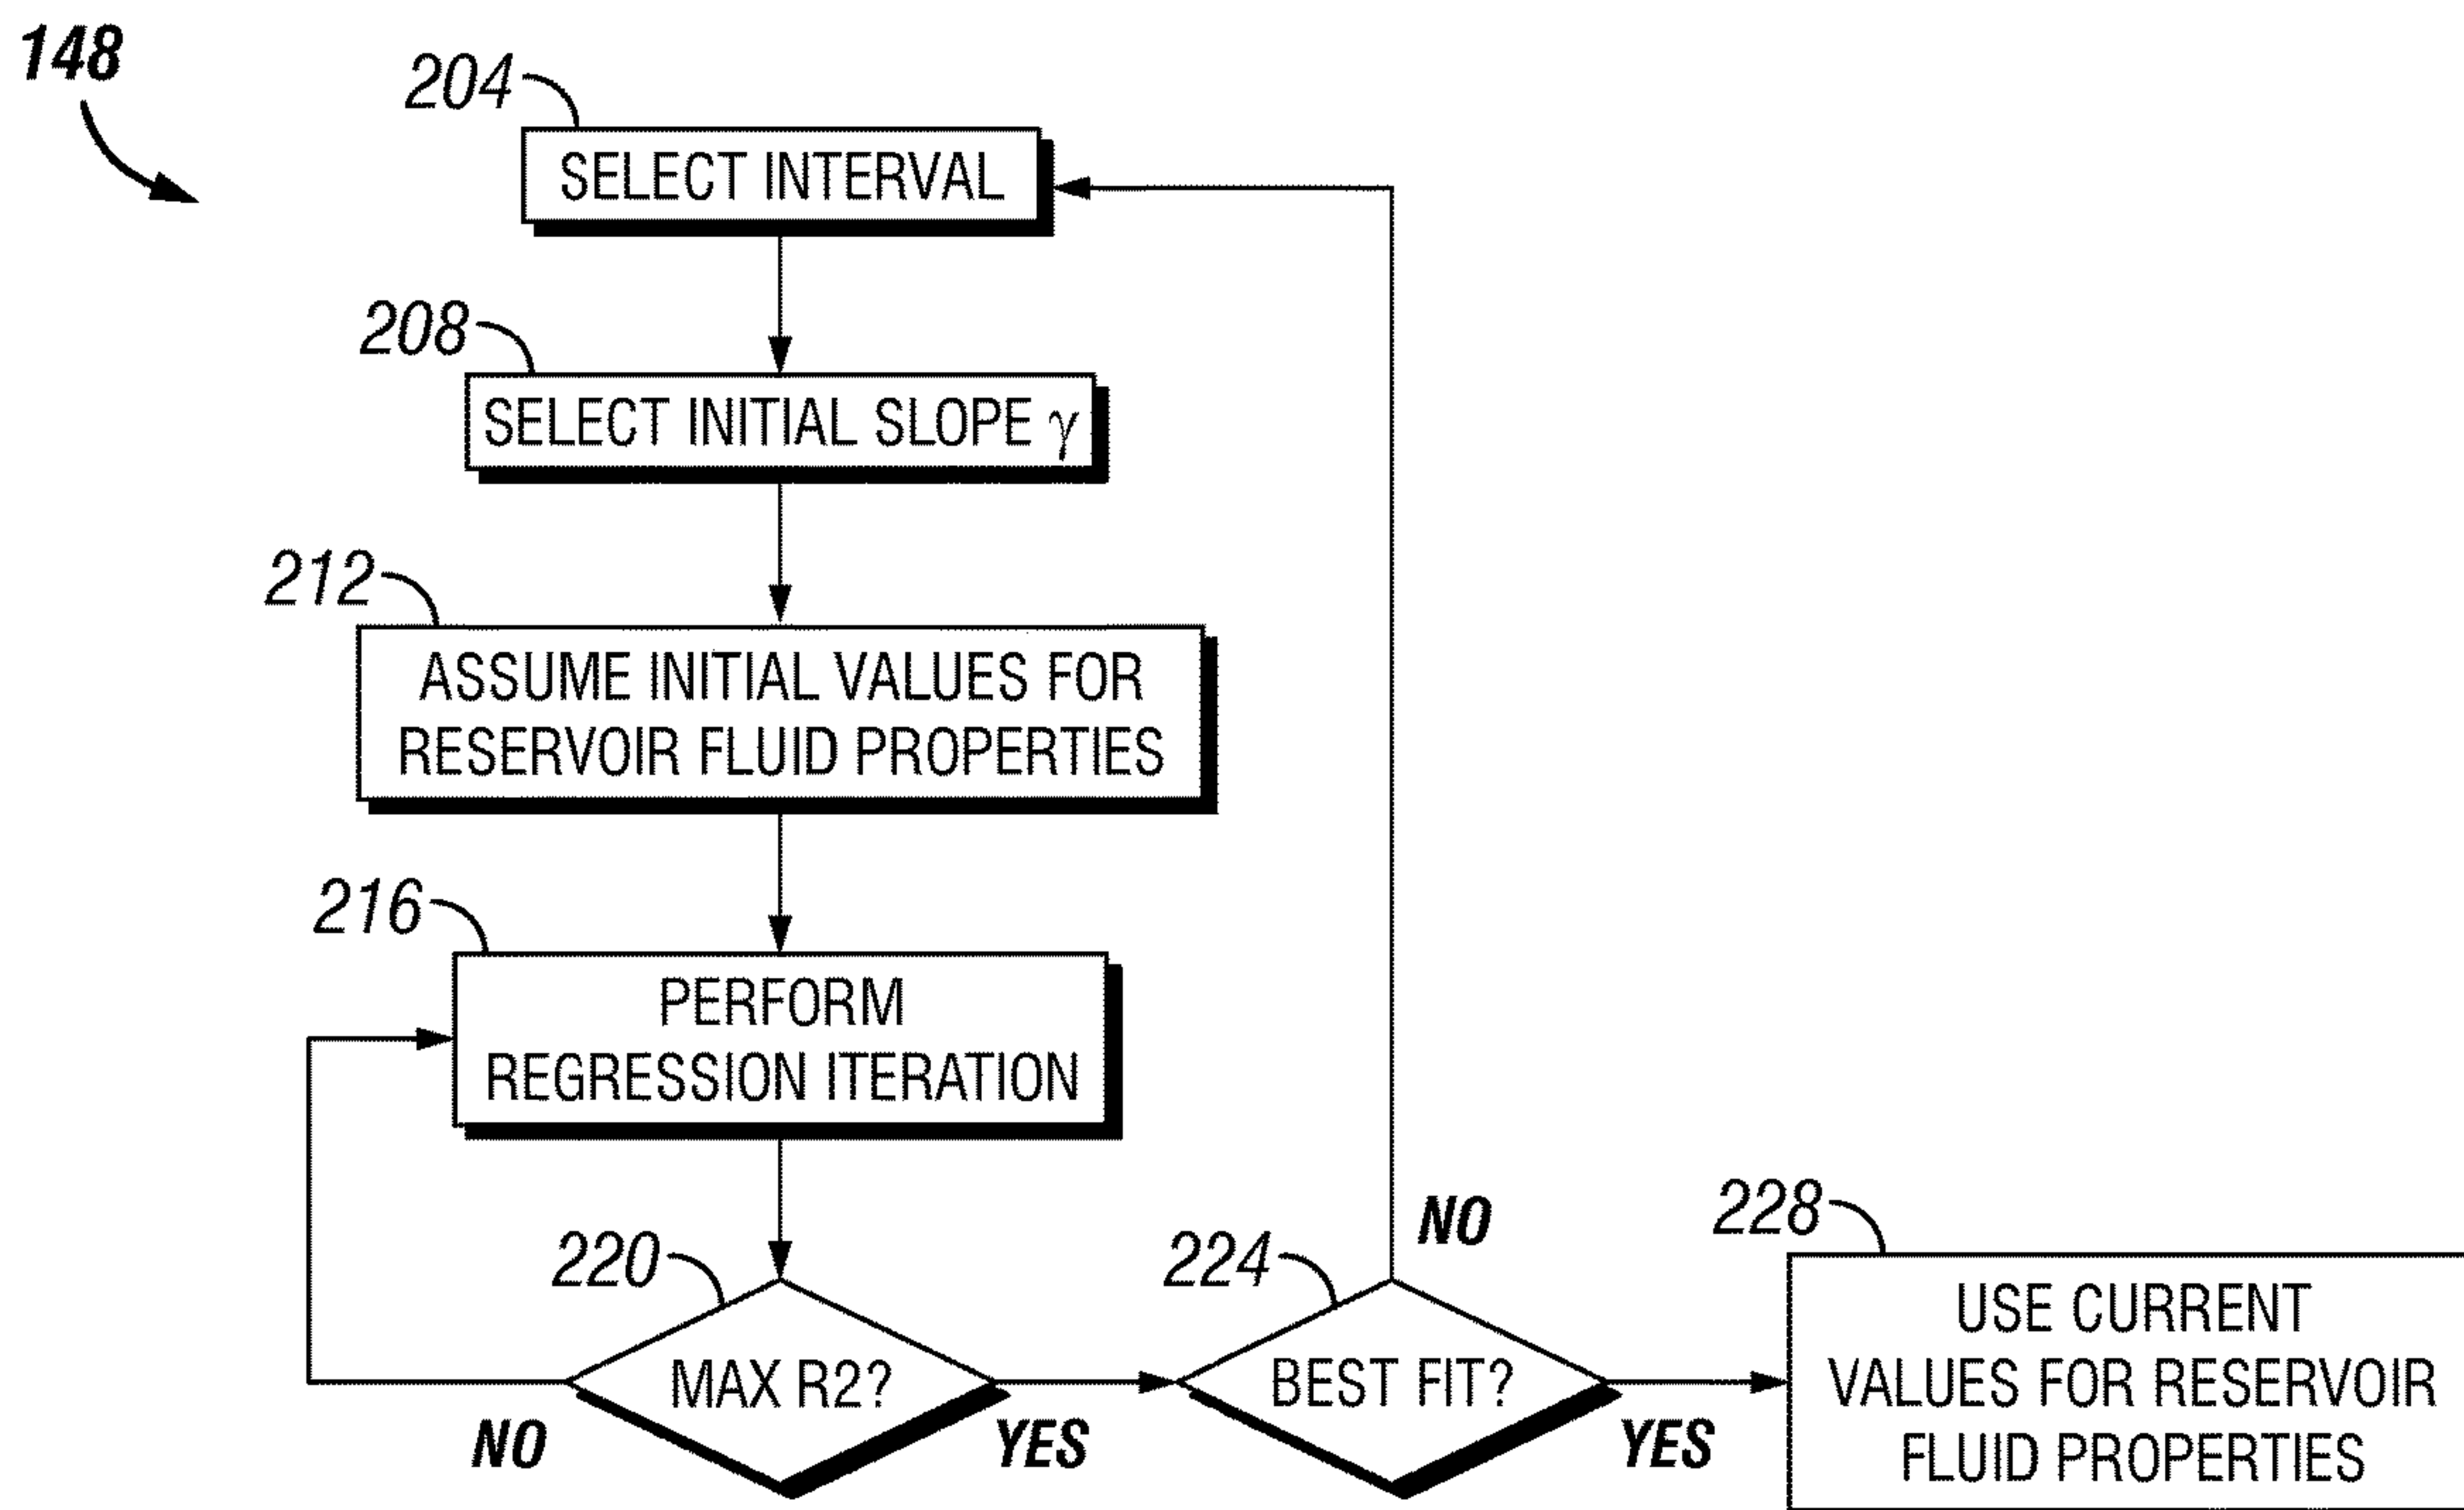 148
204
SELECT INTERVAL
208
SELECT INITIAL SLOPE γ
212
ASSUME INITIAL VALUES FOR
RESERVOIR FLUID PROPERTIES
216
PERFORM
REGRESSION ITERATION
220
MAX R2?
NO
YES
224
BEST FIT?
NO
YES
228
USE CURRENT
VALUES FOR RESERVOIR
FLUID PROPERTIES